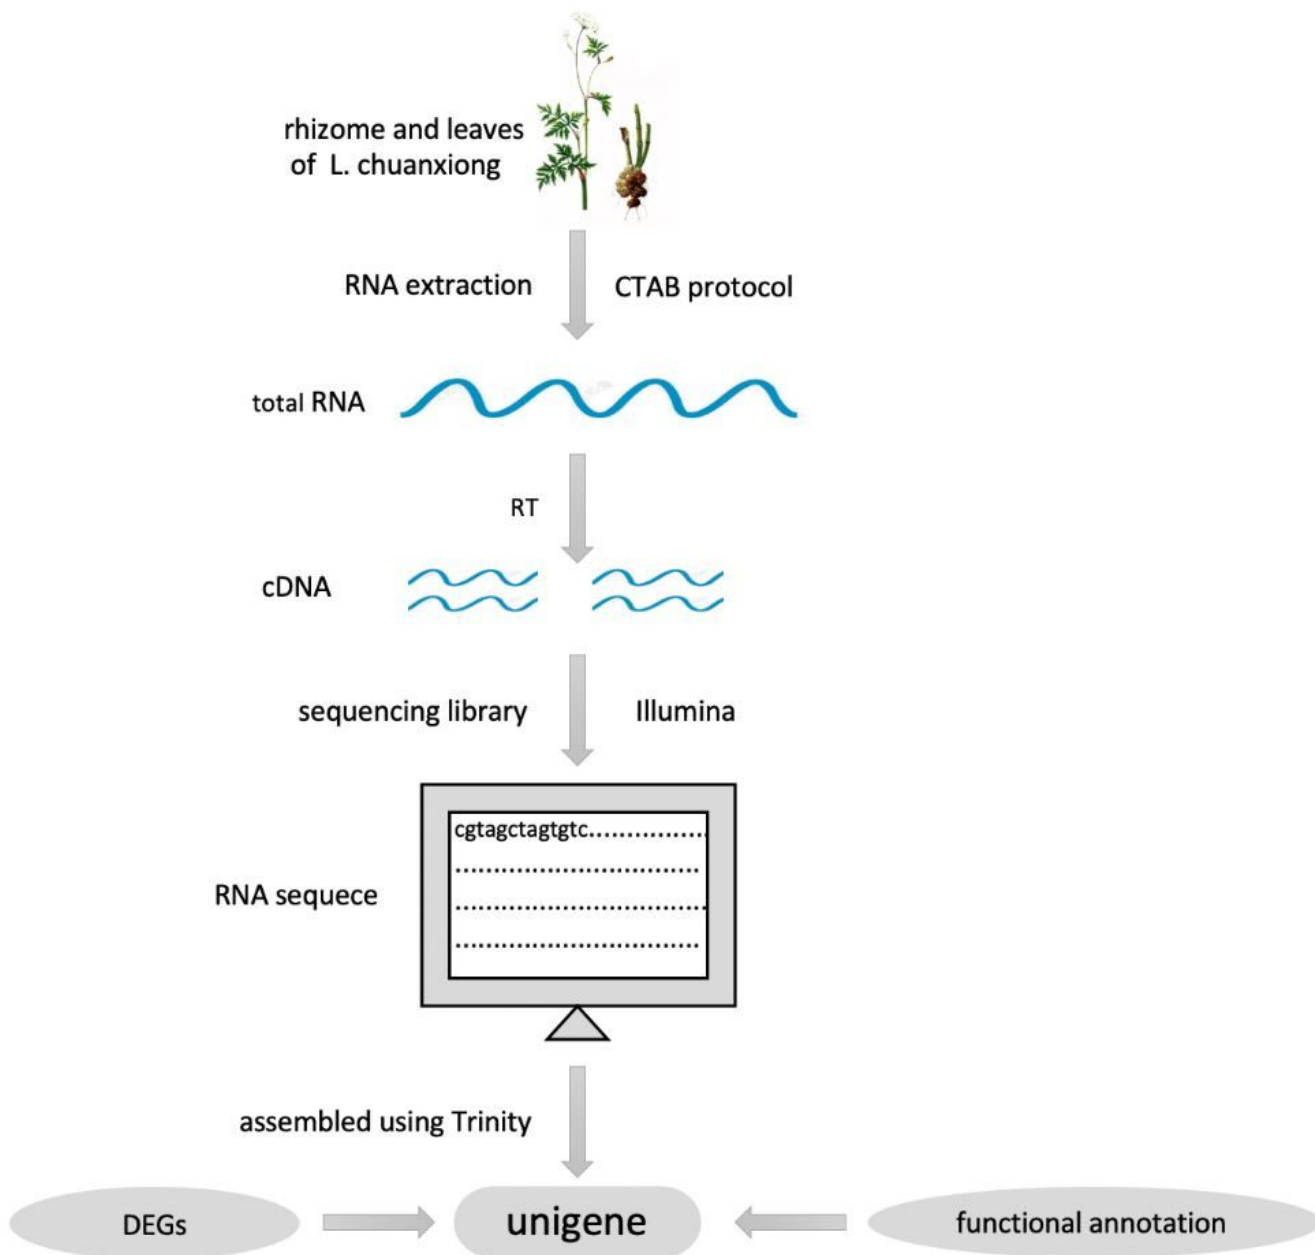 rhizome and leaves
of L. chuanxiong
RNA extraction
CTAB protocol
total RNA
RT
cDNA
sequencing library
Illumina
cgtagctagtgtc..................
RNA sequece
assembled using Trinity
DEGs
unigene
functional annotation